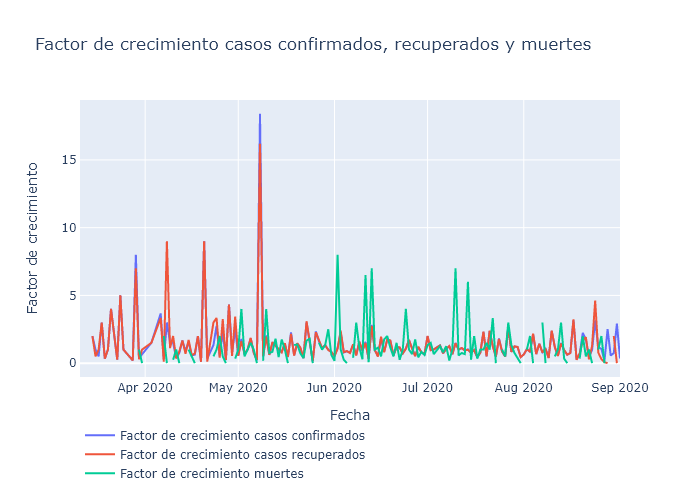 Factor de crecimiento casos confirmados, recuperados y muertes
Factor de crecimiento
15
10
5
0
Apr 2020
May 2020
Jun 2020
Jul 2020
Aug 2020
Sep 2020
Fecha
Factor de crecimiento casos confirmados
Factor de crecimiento casos recuperados
Factor de crecimiento muertes